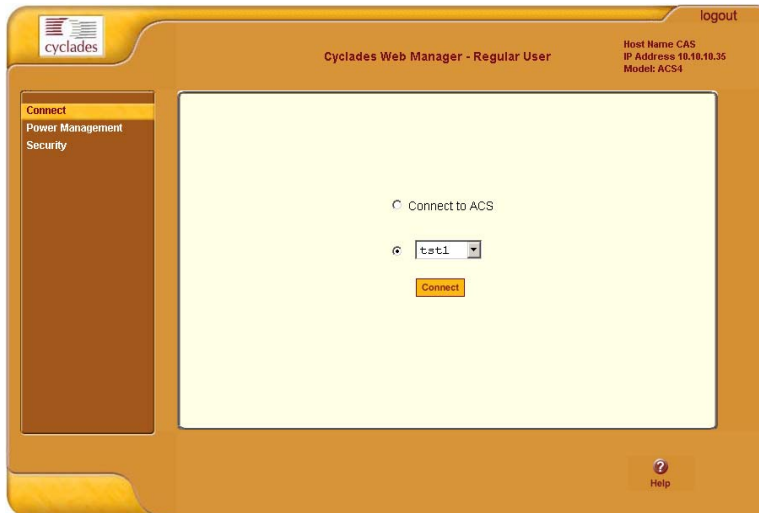 logout
cyclades
Cyclades Web Manager - Regular User
Host Name CAS
IP Address 10.10.10.35
Model: ACS4
Connect
Power Management
Security
Connect to ACS
tst1
Connect
?
Help